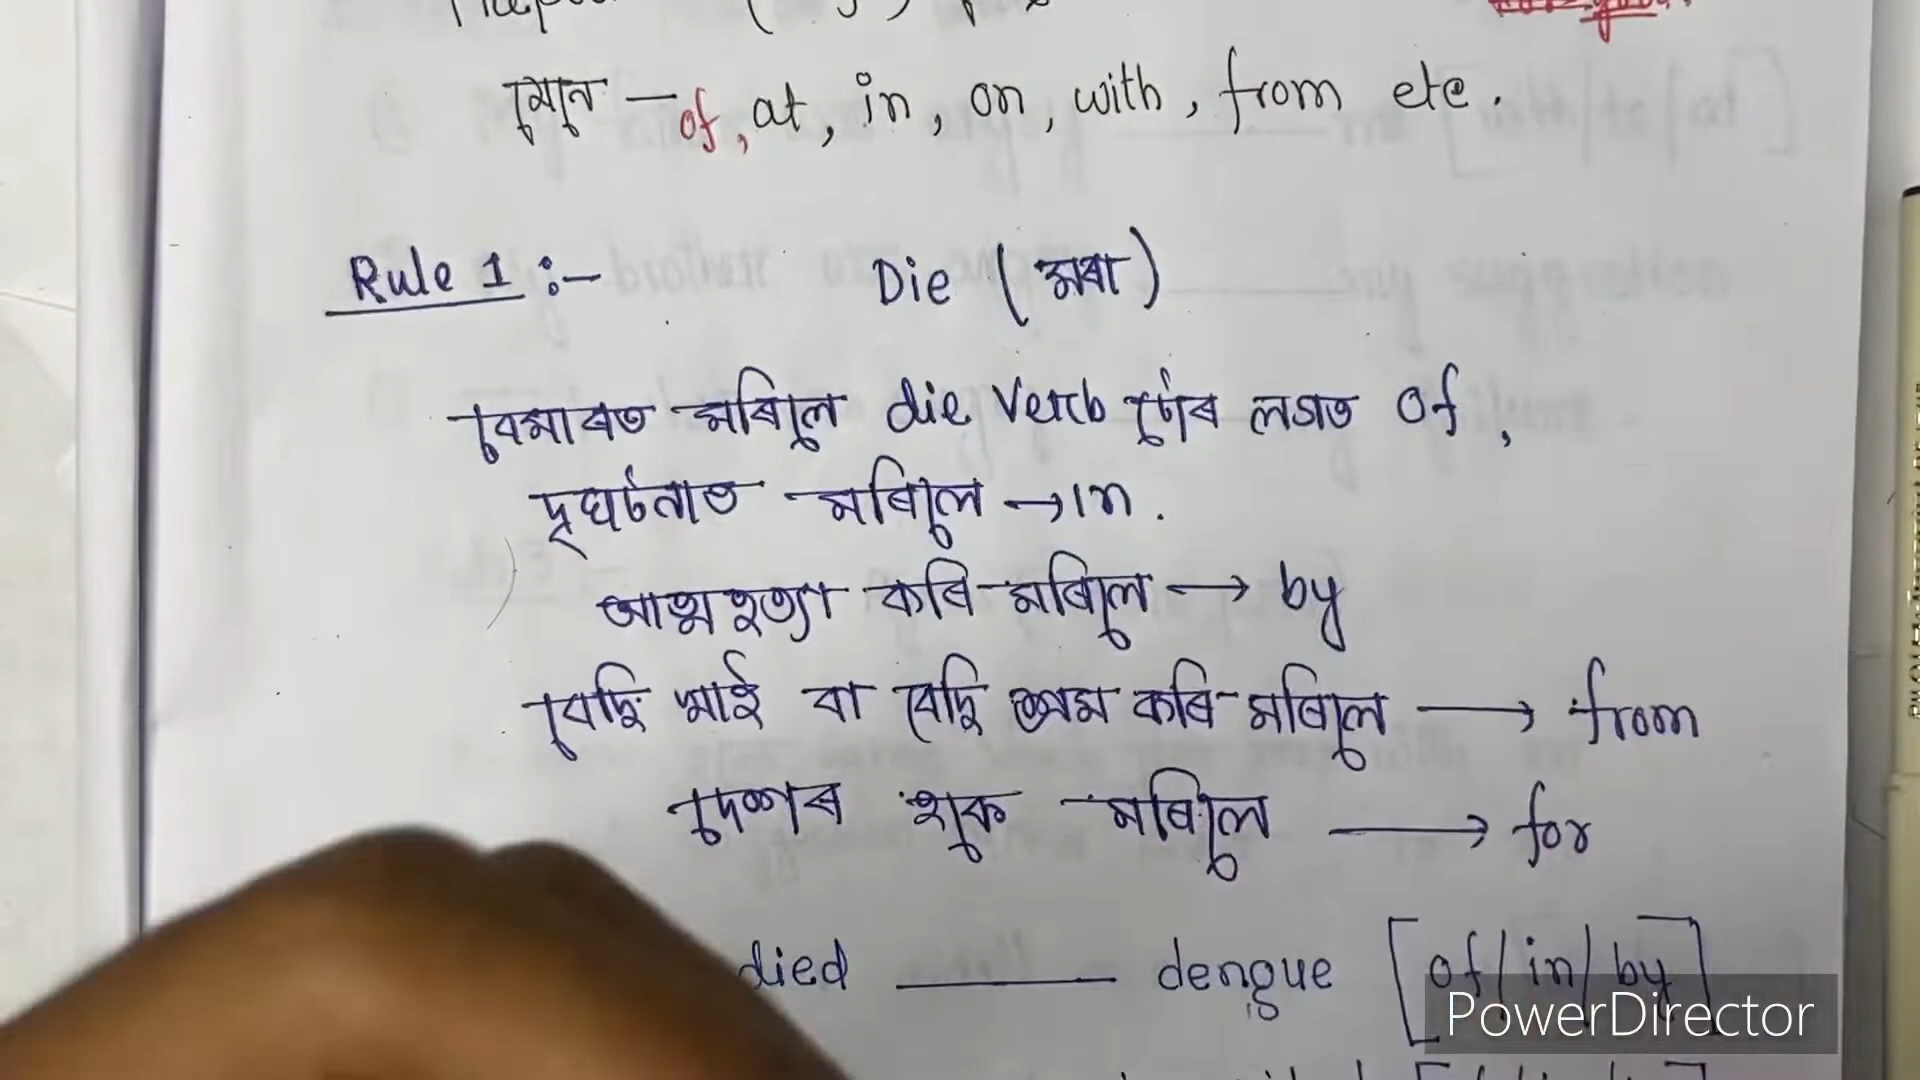 যেনে – of, at, in, on, with, from etc.
Rule 1 :- Die (মৰা)
বেমাৰত মৰিলে die Verb টোৰ লগত of,
দুৰ্ঘটনাত মৰিলে → in.
আত্মহত্যা কৰি মৰিলে → by
বেছি খাই বা বেছি শ্ৰম কৰি মৰিলে → from
দেশৰ হকে মৰিলে → for
died ______ dengue [of/in/by]
PowerDirector